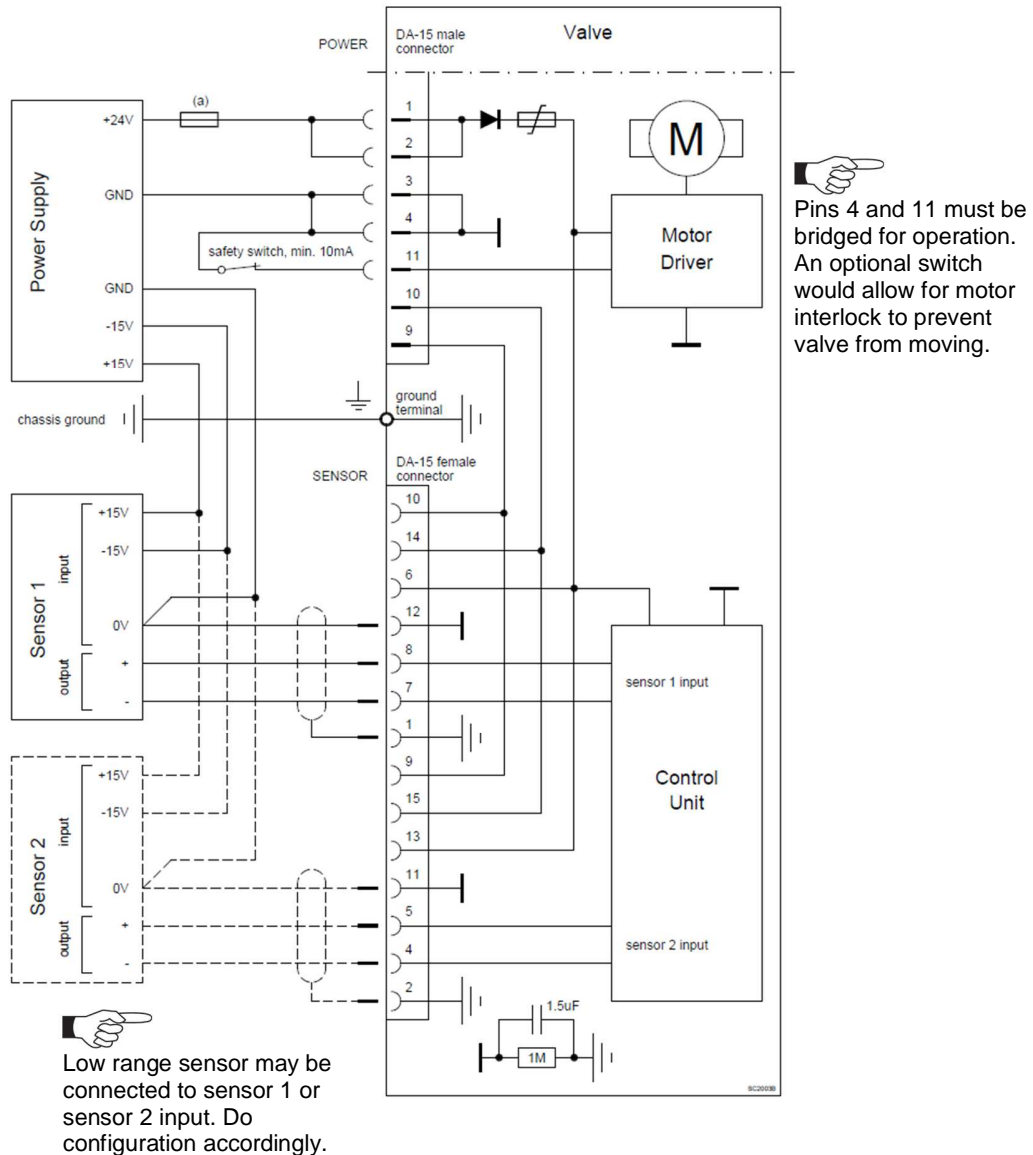 POWER
DA-15 male
connector
Valve
Power Supply
+24V
(a)
GND
safety switch, min. 10mA
GND
-15V
+15V
1
2
3
4
11
10
9
M
Motor
Driver
Pins 4 and 11 must be
bridged for operation.
An optional switch
would allow for motor
interlock to prevent
valve from moving.
chassis ground
ground
terminal
SENSOR
DA-15 female
connector
Sensor 1
input
+15V
-15V
0V
output
+
-
10
14
6
12
8
7
1
9
15
13
11
5
4
2
sensor 1 input
Control
Unit
sensor 2 input
Sensor 2
input
+15V
-15V
0V
output
+
-
1.5uF
1M
SC2003B
Low range sensor may be
connected to sensor 1 or
sensor 2 input. Do
configuration accordingly.